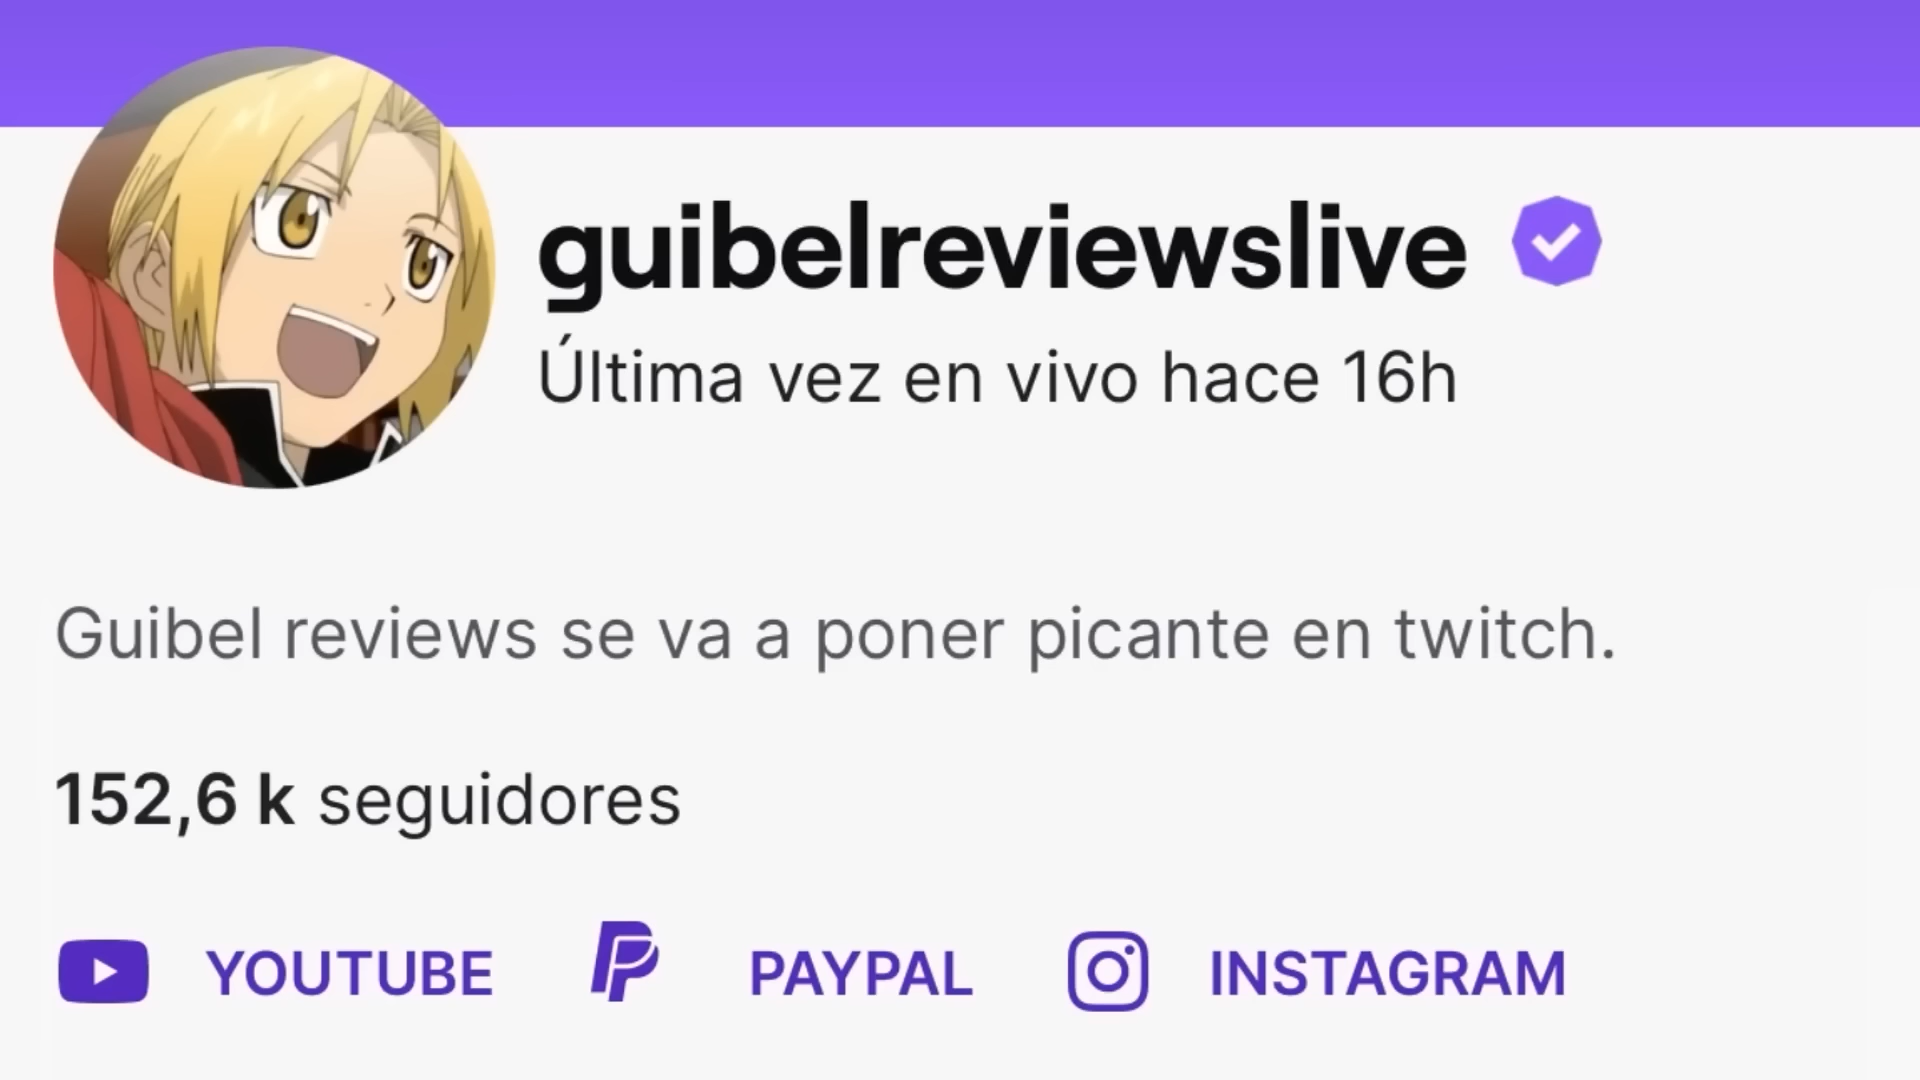 guibelreviewslive
Última vez en vivo hace 16h
Guibel reviews se va a poner picante en twitch.
152,6 k seguidores
YOUTUBE PAYPAL INSTAGRAM